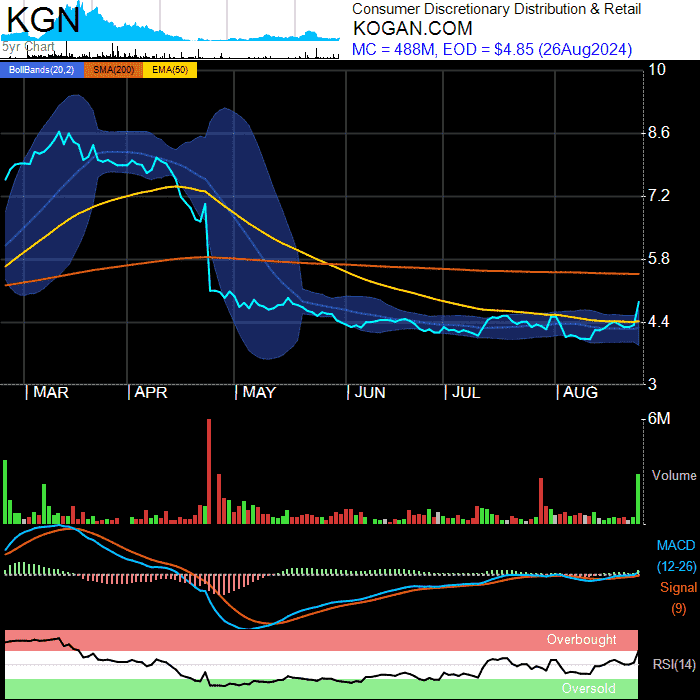 KGN
5yr Chart
Consumer Discretionary Distribution & Retail
KOGAN.COM
MC = 488M, EOD = $4.85 (26Aug2024)
BollBands(20,2) SMA(200) EMA(50)
10
8.6
7.2
5.8
4.4
3
MAR APR MAY JUN JUL AUG
6M
Volume
MACD
(12-26)
Signal
(9)
Overbought
RSI(14)
Oversold